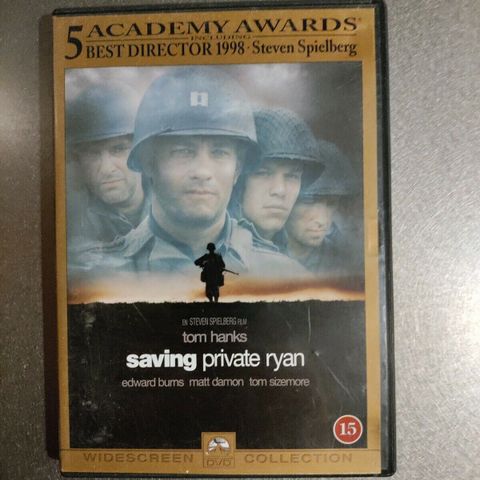 5 ACADEMY AWARDS
INCLUDING
BEST DIRECTOR 1998 · Steven Spielberg
EN STEVEN SPIELBERG FILM
tom hanks
saving private ryan
edward burns matt damon tom sizemore
15
WIDESCREEN DVD COLLECTION